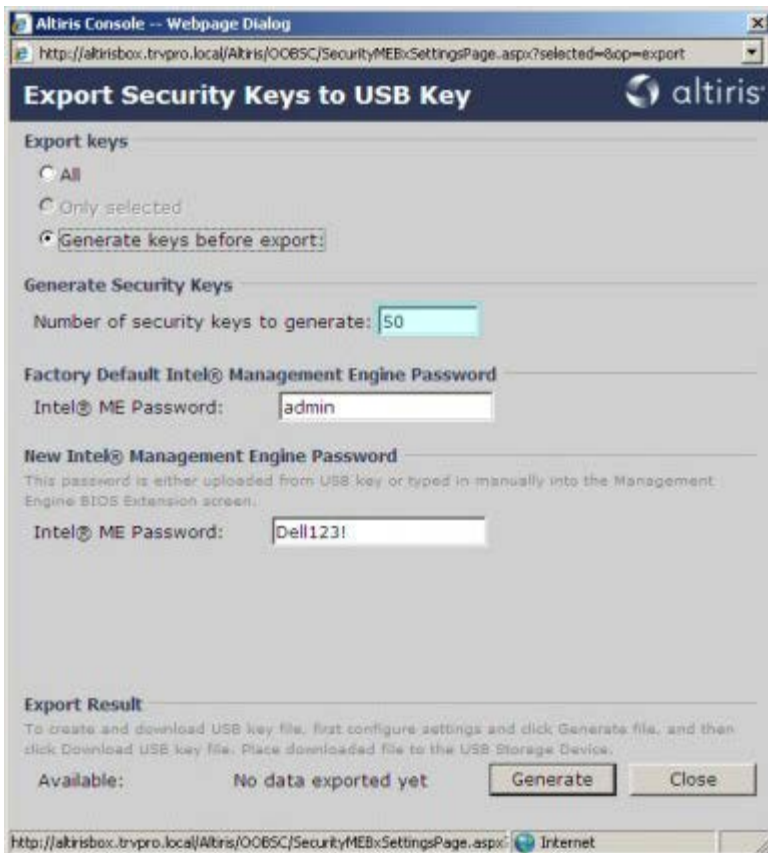 Altiris Console -- Webpage Dialog
http://altirisbox.trvpro.local/Altiris/OOBSC/SecurityMEBxSettingsPage.aspx?selected=&op=export
Export Security Keys to USB Key
altiris
Export keys
All
Only selected
Generate keys before export:
Generate Security Keys
Number of security keys to generate: 50
Factory Default Intel® Management Engine Password
Intel® ME Password: admin
New Intel® Management Engine Password
This password is either uploaded from USB key or typed in manually into the Management
Engine BIOS Extension screen.
Intel® ME Password: Dell123!
Export Result
To create and download USB key file, first configure settings and click Generate file, and then
click Download USB key file. Place downloaded file to the USB Storage Device.
Available: No data exported yet Generate Close
http://altirisbox.trvpro.local/Altiris/OOBSC/SecurityMEBxSettingsPage.aspx Internet